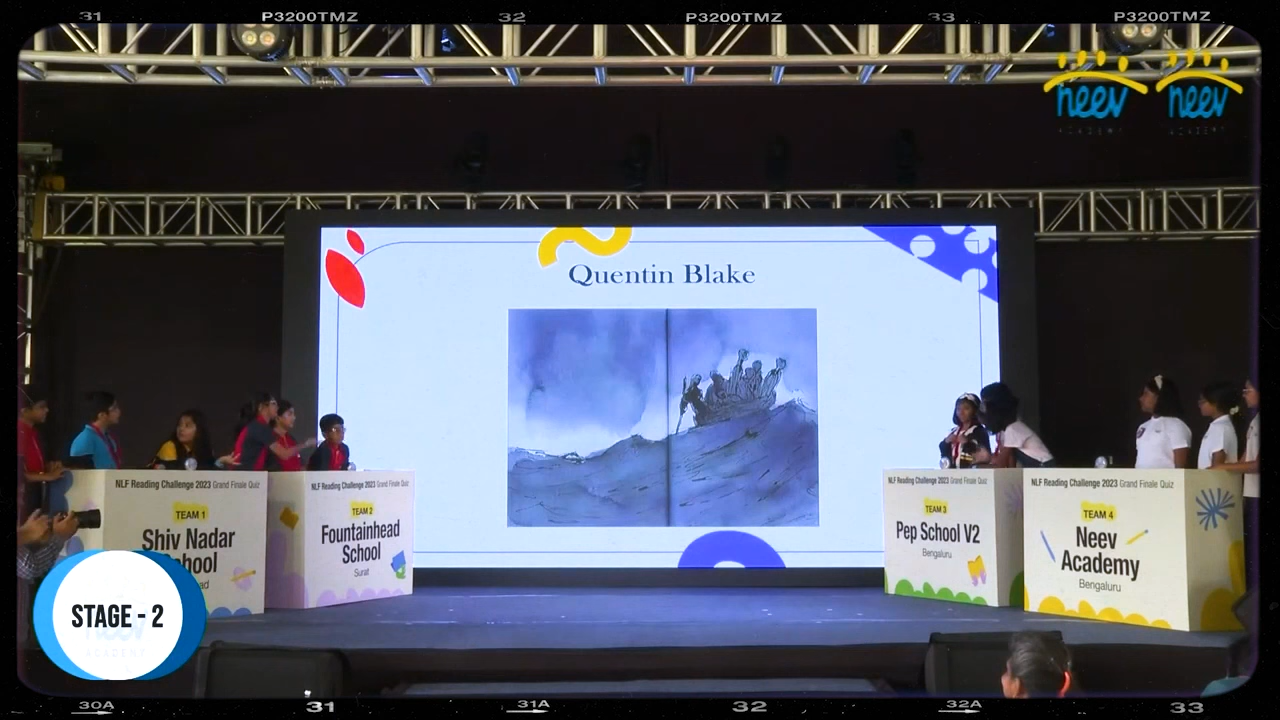 31 P3200TMZ 32 P3200TMZ 33 P3200TMZ
neev neev
ACADEMY ACADEMY
Quentin Blake
NLF Reading Challenge 2023 Grand Finale Quiz
TEAM 1
Shiv Nadar
School
NLF Reading Challenge 2023 Grand Finale Quiz
TEAM 2
Fountainhead
School
Surat
NLF Reading Challenge 2023 Grand Finale Quiz
TEAM 3
Pep School V2
Bengaluru
NLF Reading Challenge 2023 Grand Finale Quiz
TEAM 4
Neev
Academy
Bengaluru
STAGE - 2
30A 31 31A 32 32A 33